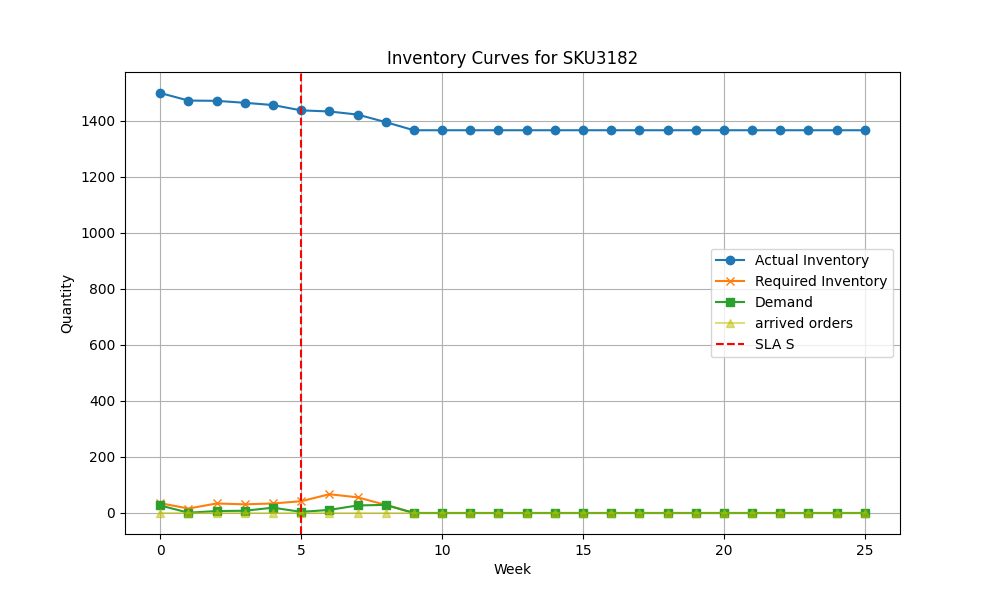 Inventory Curves for SKU3182
1400
1200
1000
800
600
400
200
0
Quantity
Actual Inventory
Required Inventory
Demand
arrived orders
SLA S
0 5 10 15 20 25
Week